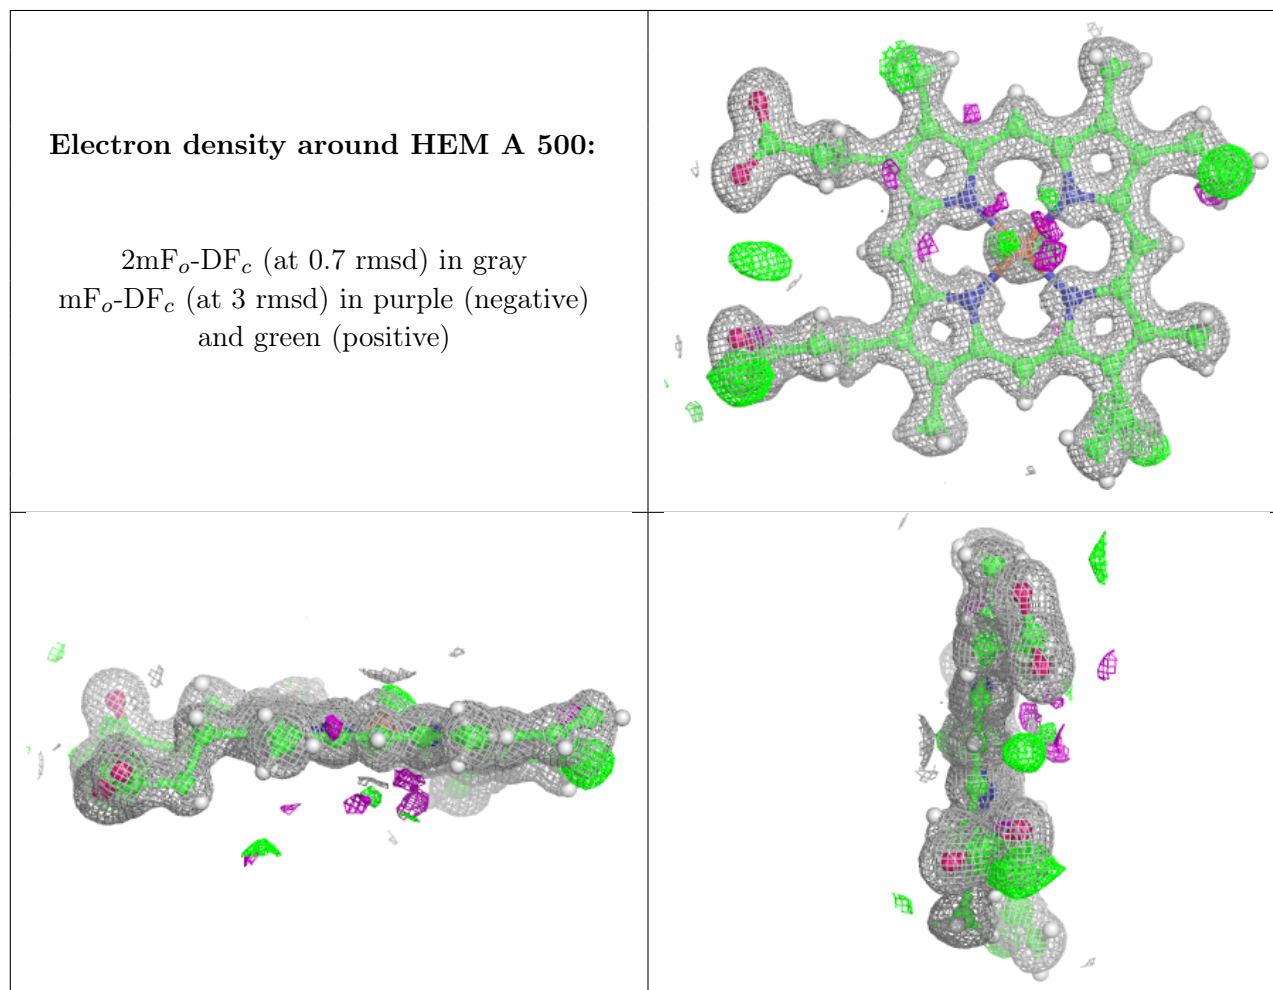 Electron density around HEM A 500:
2mFo-DFc (at 0.7 rmsd) in gray
mFo-DFc (at 3 rmsd) in purple (negative)
and green (positive)